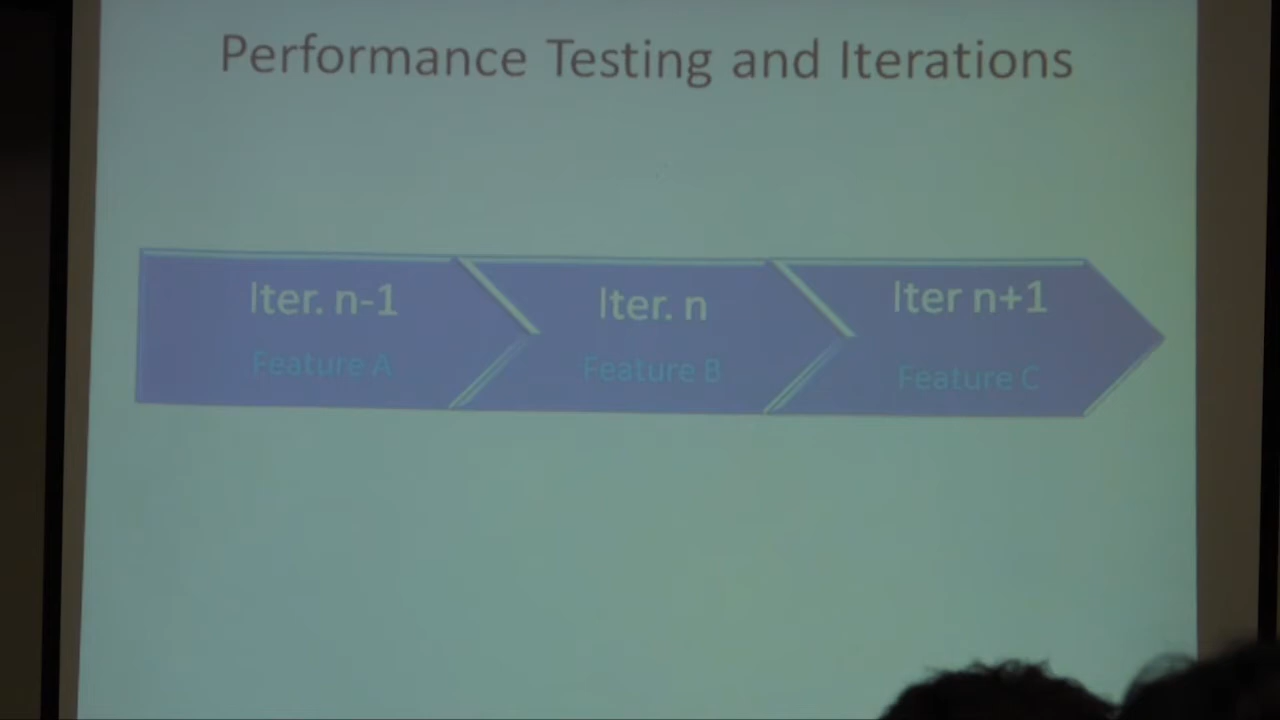 Performance Testing and Iterations
Iter. n-1
Feature A
Iter. n
Feature B
Iter n+1
Feature C